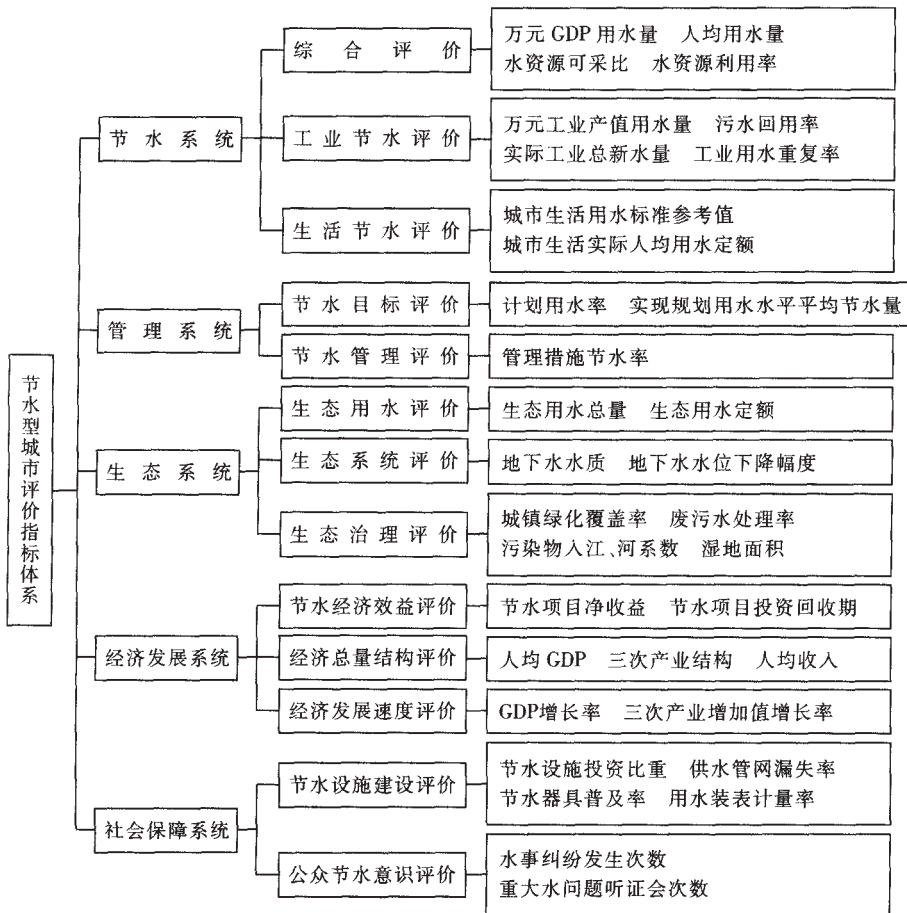 节水型城市评价指标体系
节水系统
综合评价
万元 GDP 用水量 人均用水量
水资源可采比 水资源利用率
工业节水评价
万元工业产值用水量 污水回用率
实际工业总新水量 工业用水重复率
生活节水评价
城市生活用水标准参考值
城市生活实际人均用水定额
管理系统
节水目标评价
计划用水率 实现规划用水水平平均节水量
节水管理评价
管理措施节水率
生态系统
生态用水评价
生态用水总量 生态用水定额
生态系统评价
地下水水质 地下水水位下降幅度
生态治理评价
城镇绿化覆盖率 废污水处理率
污染物入江、河系数 湿地面积
经济发展系统
节水经济效益评价
节水项目净收益 节水项目投资回收期
经济总量结构评价
人均 GDP 三次产业结构 人均收入
经济发展速度评价
GDP增长率 三次产业增加值增长率
社会保障系统
节水设施建设评价
节水设施投资比重 供水管网漏失率
节水器具普及率 用水装表计量率
公众节水意识评价
水事纠纷发生次数
重大水问题听证会次数